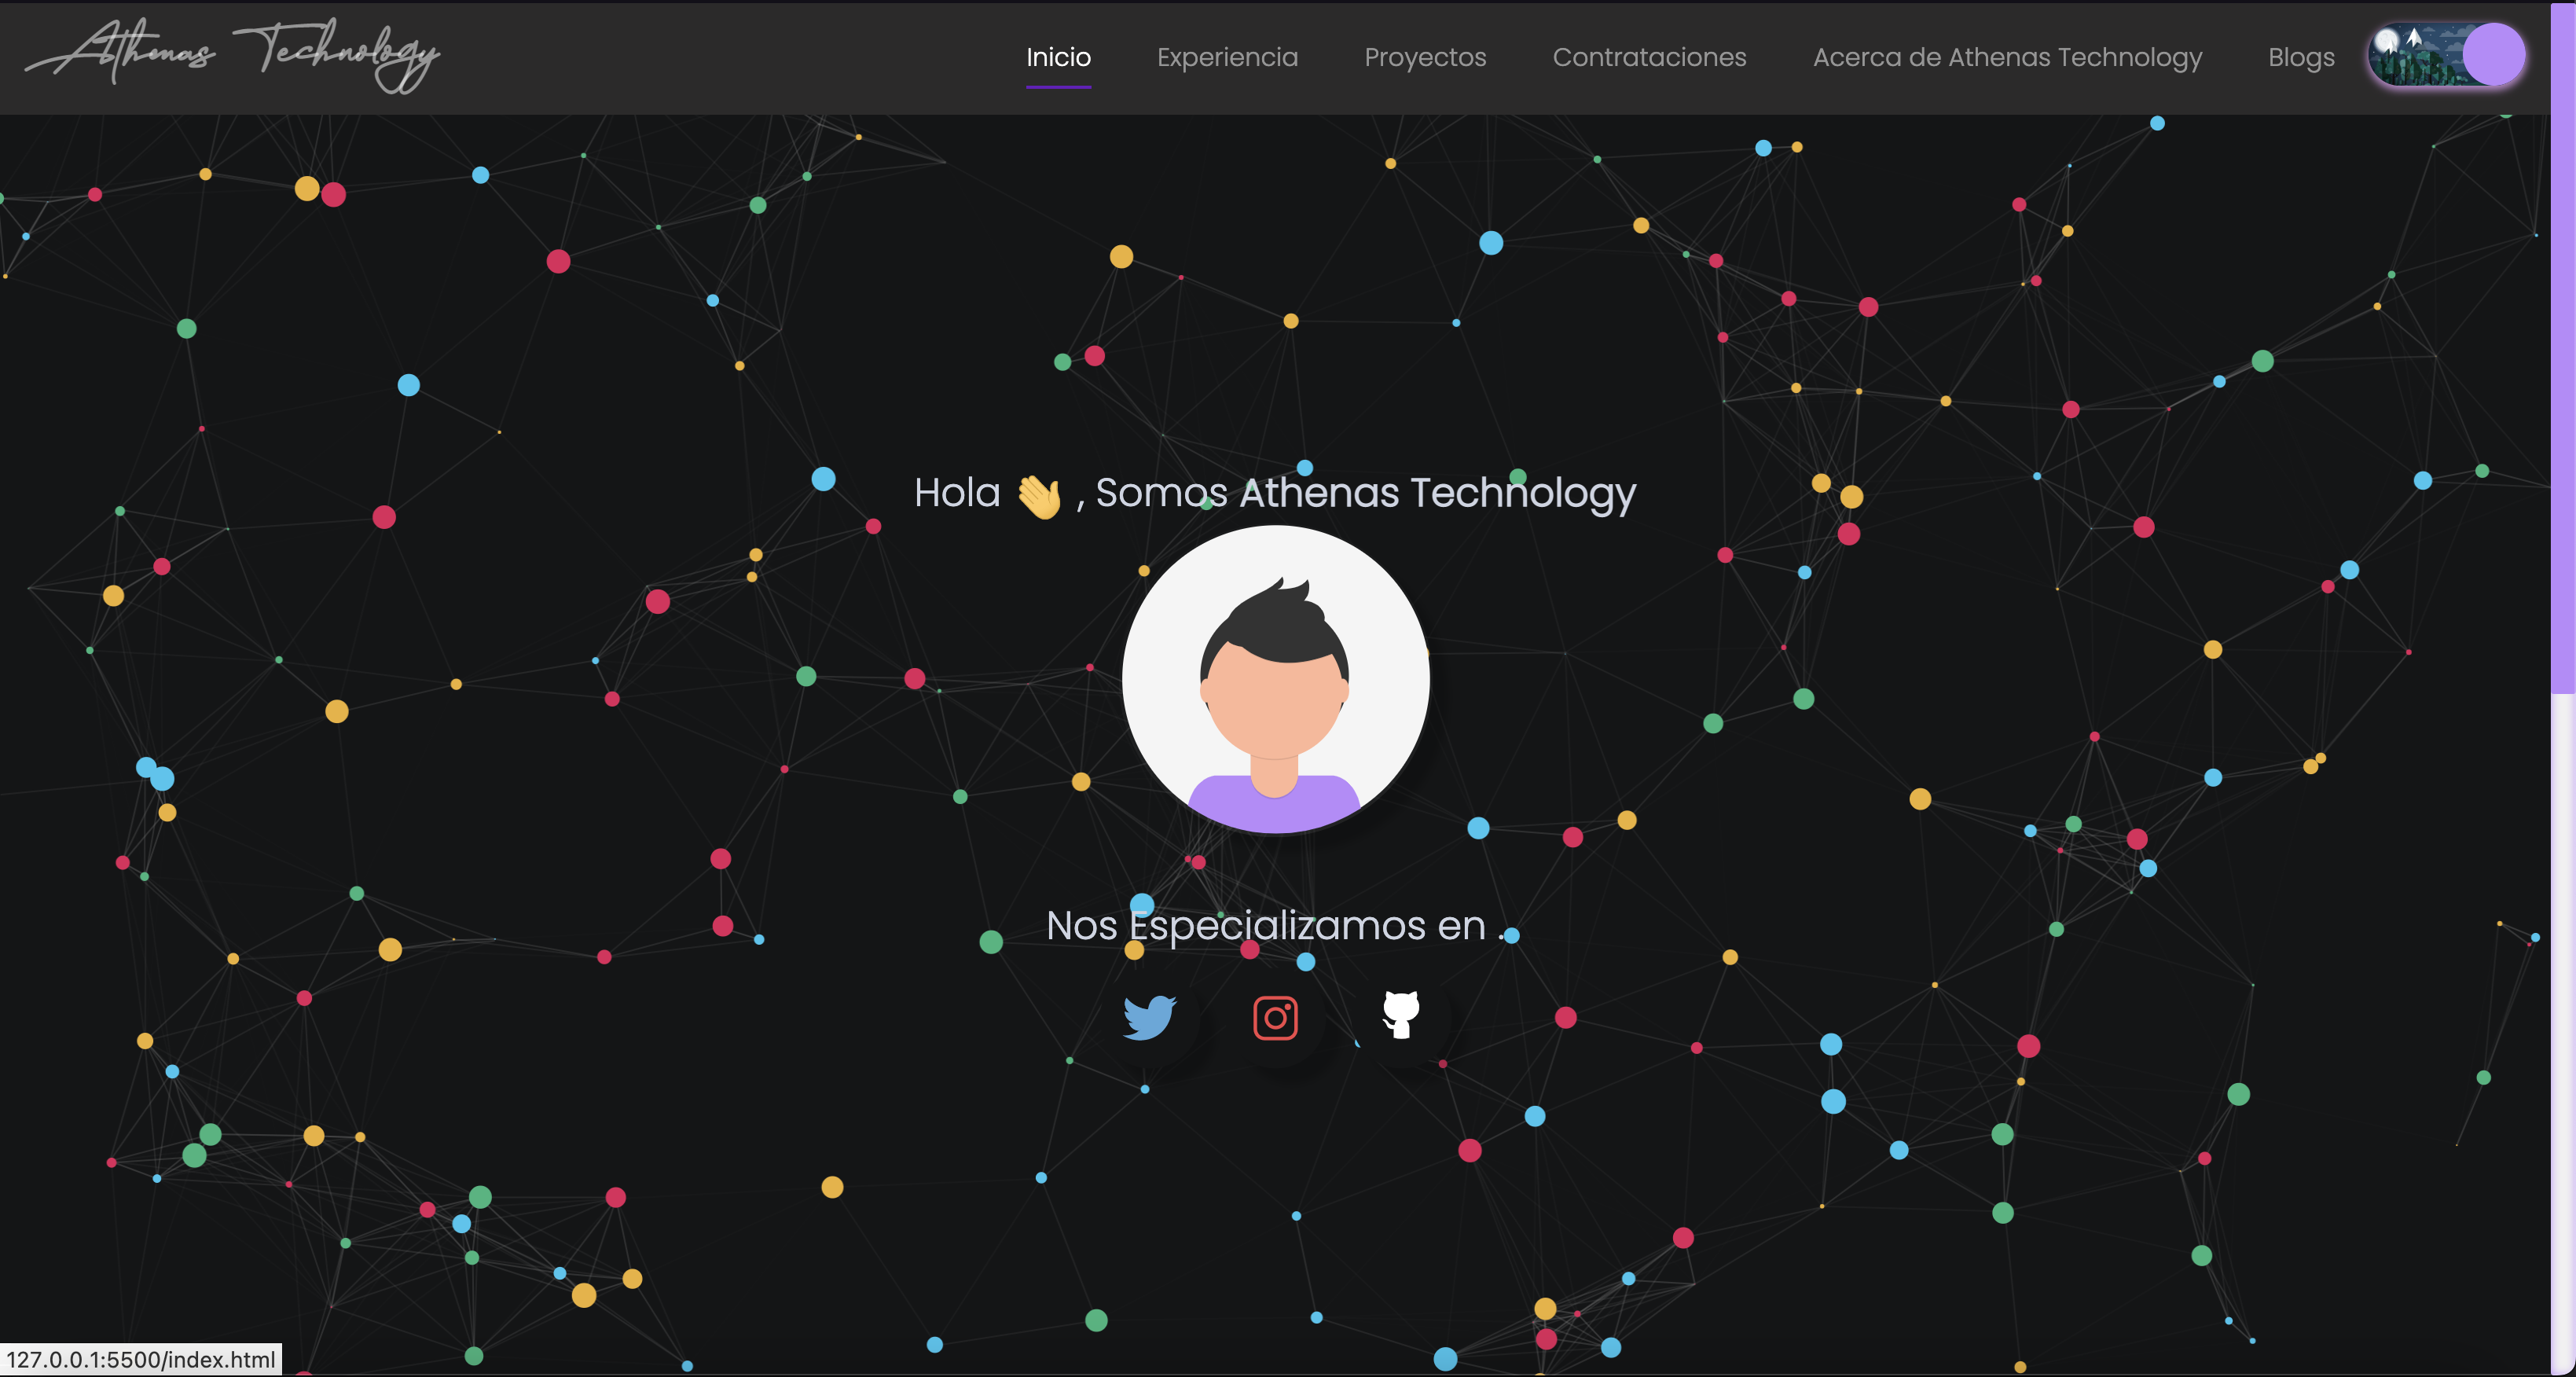 Athenas Technology
Inicio
Experiencia
Proyectos
Contrataciones
Acerca de Athenas Technology
Blogs
Hola 👋 , Somos Athenas Technology
Nos Especializamos en .
127.0.0.1:5500/index.html